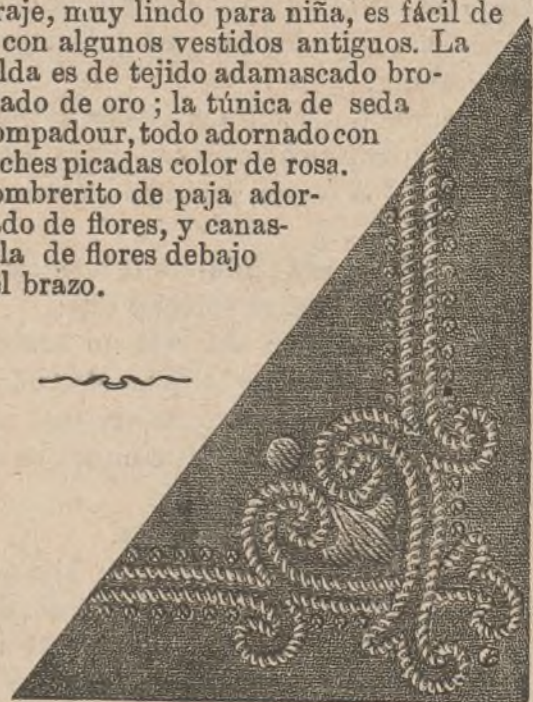 raje, muy lindo para niña, es fácil de
con algunos vestidos antiguos. La
lda es de tejido adamascado bro-
ado de oro ; la túnica de seda
ompadour, todo adornado con
ches picadas color de rosa.
ombrerito de paja ador-
do de flores, y canas-
la de flores debajo
l brazo.